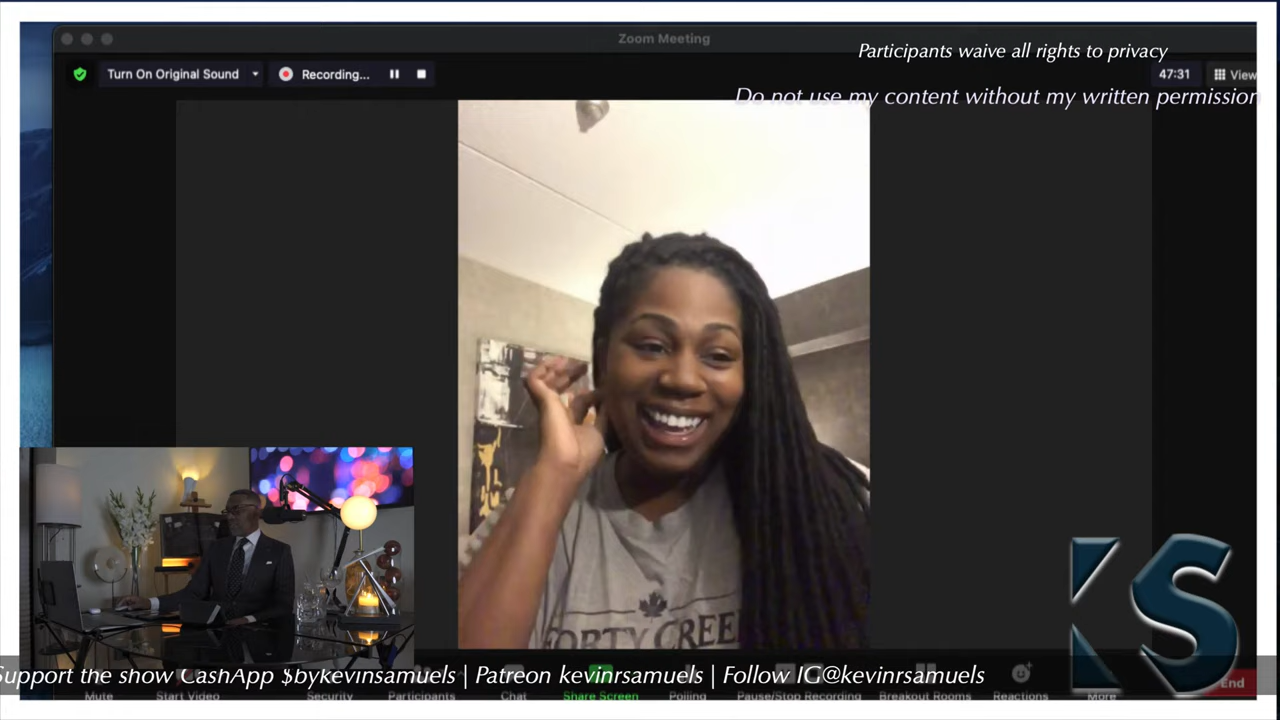 Zoom Meeting
Participants waive all rights to privacy
Turn On Original Sound
Recording...
47:31
View
Do not use my content without my written permission
FORTY CREE
KS
Support the show CashApp $bykevinsamuels | Patreon kevinrsamuels | Follow IG@kevinrsamuels
Mute
Start Video
Security
Participants
Chat
Share Screen
Polling
Pause/Stop Recording
Breakout Rooms
Reactions
More
End